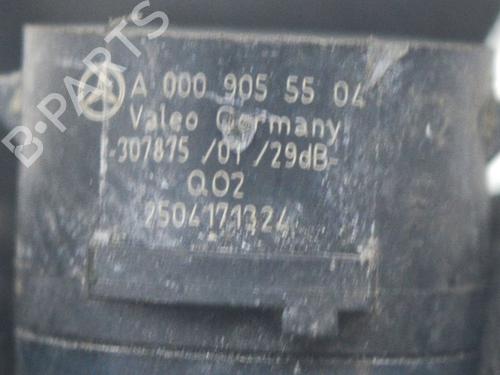 A 000 905 55 04
Valeo Germany
-307875 /01 /29dB-
Q02
2504171324
B-PARTS